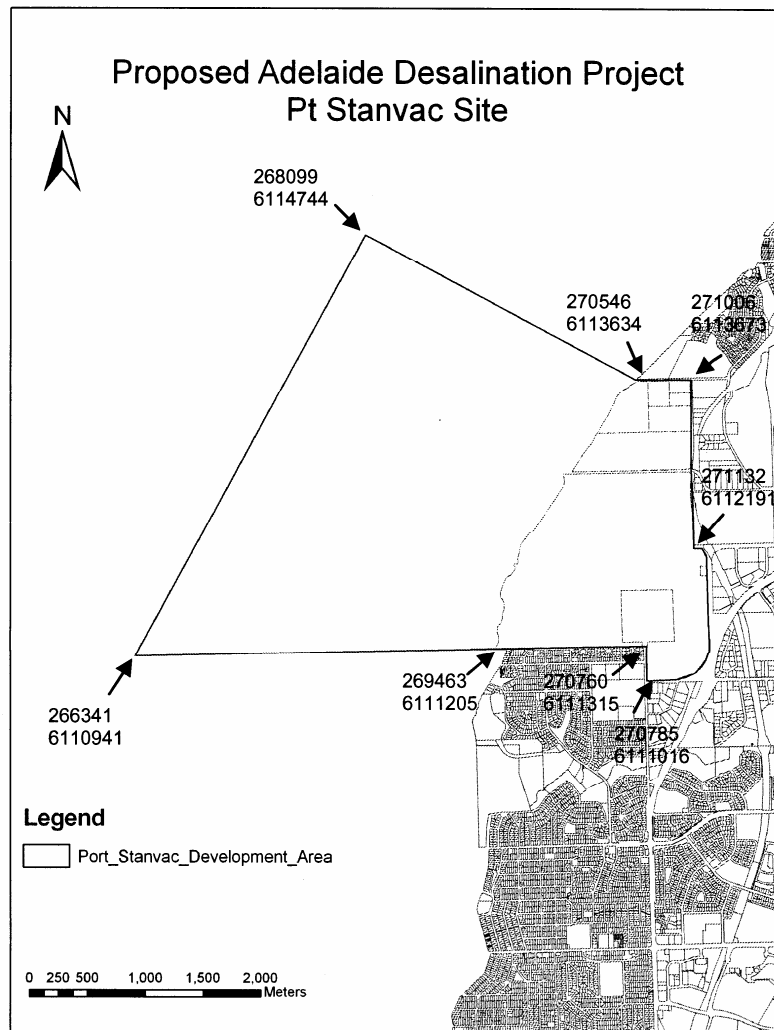 Proposed Adelaide Desalination Project
Pt Stanvac Site
N
268099
6114744
270546
6113634
271006
6113673
271132
6112191
269463
6111205
270760
6111315
270785
6111016
266341
6110941
Legend
Port_Stanvac_Development_Area
0 250 500 1,000 1,500 2,000
Meters